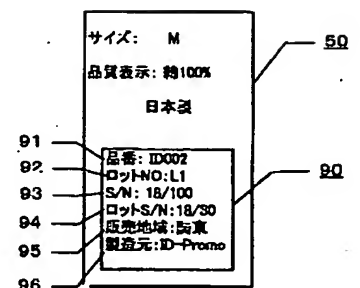 サイズ: M
50
品質表示: 綿100%
日本製
91 品番: ID002
92 ロットNO:L1
90
93 S/N: 18/100
94 ロットS/N:18/30
95 販売地域:関東
96 製造元:ID-Promo